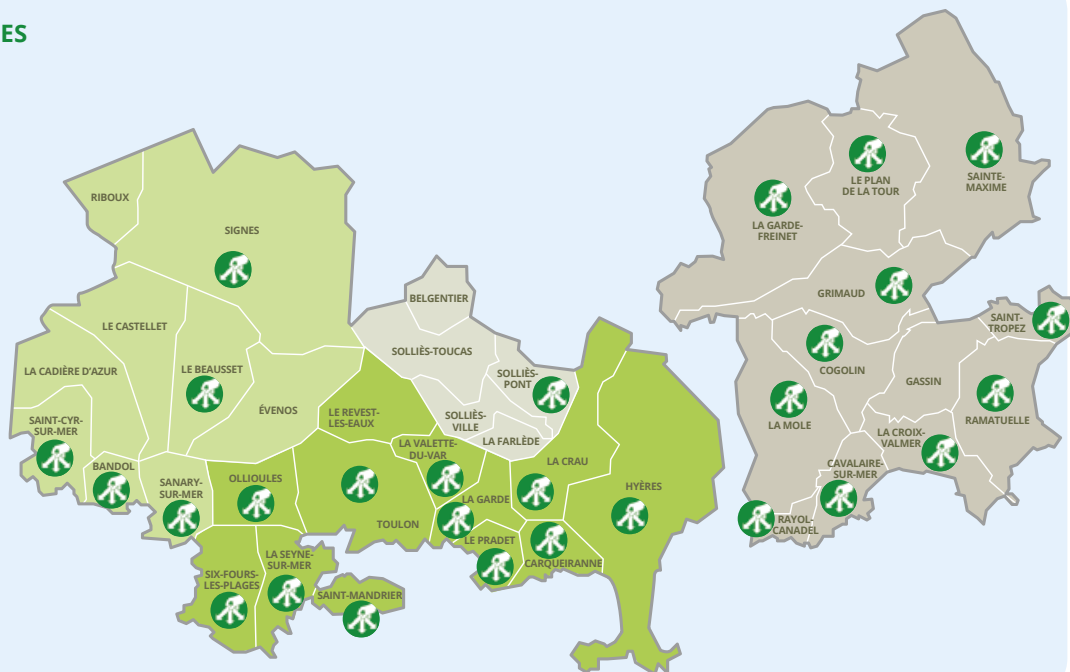 ES
RIBOUX
SIGNES
LE CASTELLET
LA CADIÈRE D'AZUR
LE BEAUSSET
ÉVENOS
SAINT-CYR-
SUR-MER
BANDOL
SANARY-
SUR-MER
BELGENTIER
SOLLIÈS-TOUCAS
SOLLIÈS-
PONT
SOLLIÈS-
VILLE
LA FARLÈDE
LE REVEST-
LES-EAUX
LA VALETTE-
DU-VAR
OLLIOULES
TOULON
LA GARDE
LA CRAU
HYÈRES
LE PRADET
CARQUEIRANNE
LA SEYNE-
SUR-MER
SIX-FOURS-
LES-PLAGES
SAINT-MANDRIER
LE PLAN
DE LA TOUR
SAINTE-
MAXIME
LA GARDE-
FREINET
GRIMAUD
SAINT-
TROPEZ
COGOLIN
GASSIN
RAMATUELLE
LA MOLE
LA CROIX-
VALMER
CAVALAIRE-
SUR-MER
RAYOL-
CANADEL